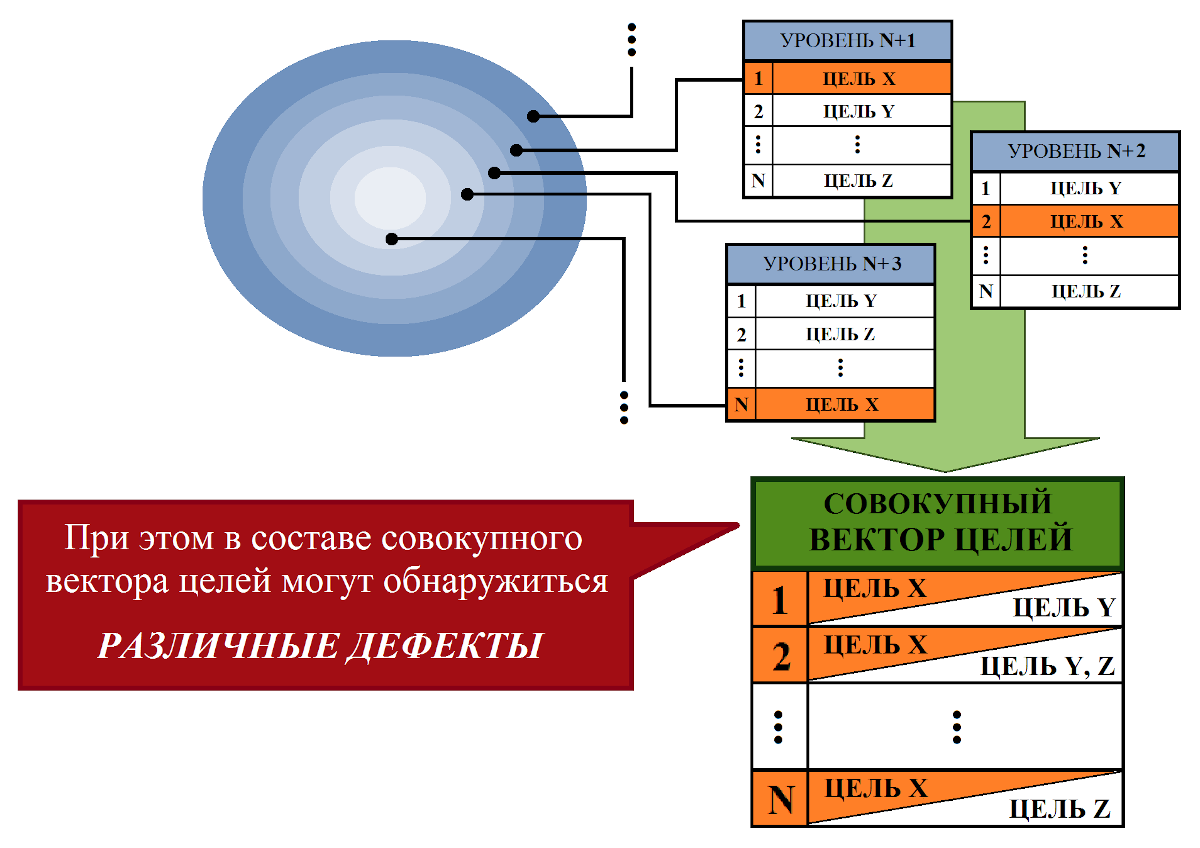 УРОВЕНЬ N+1
1 ЦЕЛЬ X
2 ЦЕЛЬ Y
⋮ ⋮
N ЦЕЛЬ Z
УРОВЕНЬ N+2
1 ЦЕЛЬ Y
2 ЦЕЛЬ X
⋮ ⋮
N ЦЕЛЬ Z
УРОВЕНЬ N+3
1 ЦЕЛЬ Y
2 ЦЕЛЬ Z
⋮ ⋮
N ЦЕЛЬ X
При этом в составе совокупного
вектора целей могут обнаружиться
РАЗЛИЧНЫЕ ДЕФЕКТЫ
СОВОКУПНЫЙ
ВЕКТОР ЦЕЛЕЙ
1 ЦЕЛЬ X
ЦЕЛЬ Y
2 ЦЕЛЬ X
ЦЕЛЬ Y, Z
⋮ ⋮
N ЦЕЛЬ X
ЦЕЛЬ Z